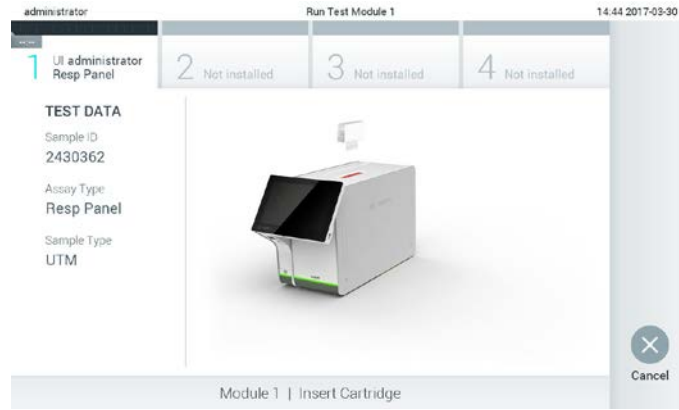 administrator
Run Test Module 1
14:44 2017-03-30
1
UI administrator
Resp Panel
2 Not installed
3 Not installed
4 Not installed
TEST DATA
Sample ID
2430362
Assay Type
Resp Panel
Sample Type
UTM
Cancel
Module 1 | Insert Cartridge